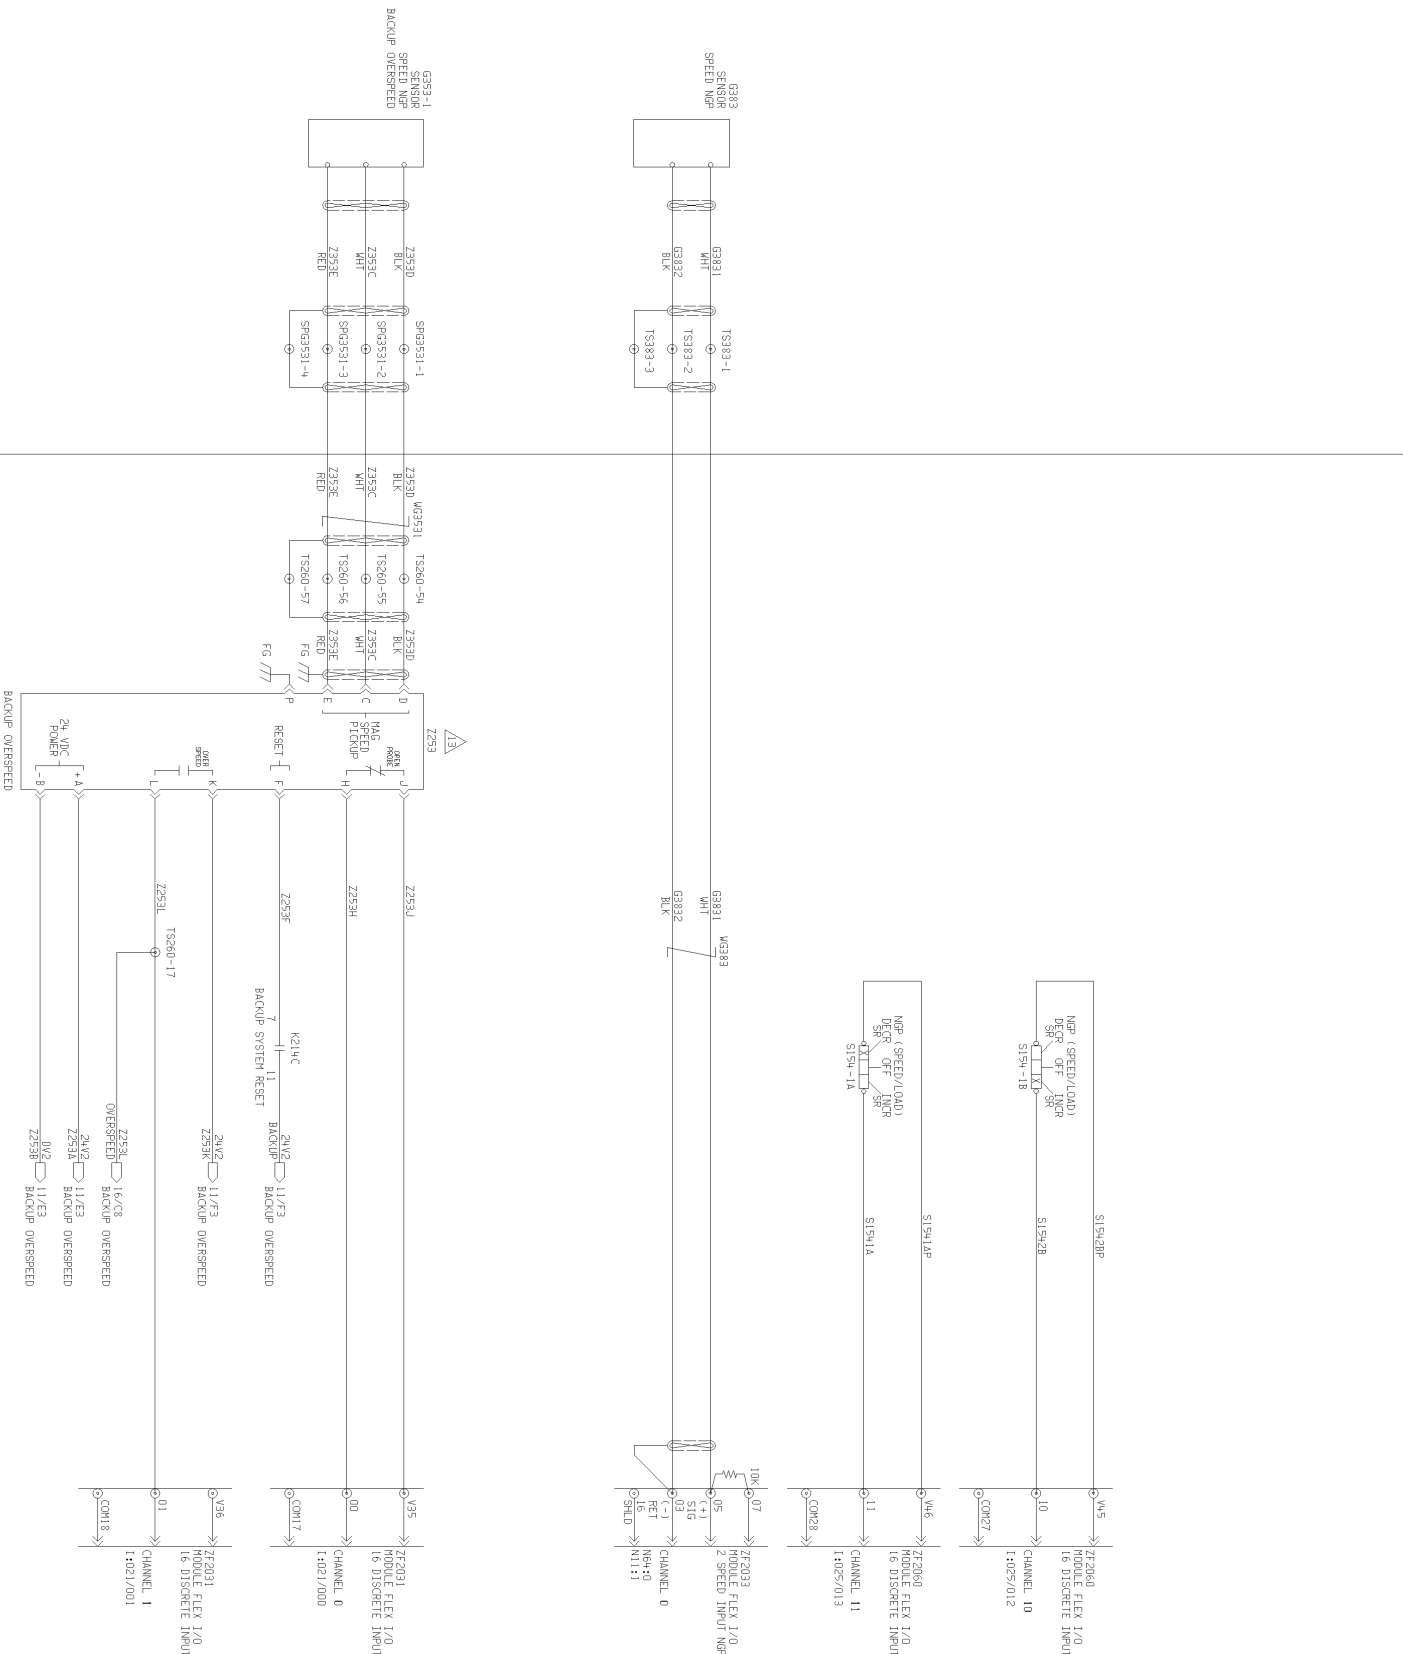 G353-1
SENSOR
SPEED NGP
BACKUP OVERSPEED
G383
SENSOR
SPEED NGP
Z353D
BLK
Z353C
WHT
Z353E
RED
G3831
WHT
G3832
BLK
SPG3531-1
SPG3531-2
SPG3531-3
SPG3531-4
TS383-1
TS383-2
TS383-3
Z353D
BLK
Z353C
WHT
Z353E
RED
WG3531
TS260-54
TS260-55
TS260-56
TS260-57
Z353D
BLK
Z353C
WHT
Z353E
RED
FG
FG
13
Z253
D
C
E
P
MAG
SPEED
PICKUP
OPEN
PROBE
RESET
OVER
SPEED
24 VDC
POWER
J
H
F
K
L
+ A
- B
BACKUP OVERSPEED
Z253J
Z253H
Z253F
Z253L
TS260-17
K214C
7
11
BACKUP SYSTEM RESET
24V2
BACKUP
11/F3
BACKUP OVERSPEED
24V2
Z253K
11/F3
BACKUP OVERSPEED
Z253L
OVERSPEED
16/C8
BACKUP OVERSPEED
24V2
Z253A
11/E3
BACKUP OVERSPEED
0V2
Z253B
11/E3
BACKUP OVERSPEED
G3831
WHT
G3832
BLK
WG383
NGP (SPEED/LOAD)
DECR OFF INCR
SR
SR
S154-1A
NGP (SPEED/LOAD)
DECR OFF INCR
SR
SR
S154-1B
S1541AP
S1541A
S1542BP
S1542B
V45
10
COM27
ZF2060
MODULE FLEX I/O
16 DISCRETE INPUT
CHANNEL 10
I:025/012
V46
11
COM28
ZF2060
MODULE FLEX I/O
16 DISCRETE INPUT
CHANNEL 11
I:025/013
10K
07
05
(+)
SIG
03
(-)
RET
16
SHLD
ZF2033
MODULE FLEX I/O
2 SPEED INPUT NGP
CHANNEL 0
N64:0
N11:1
V35
00
COM17
ZF2031
MODULE FLEX I/O
16 DISCRETE INPUT
CHANNEL 0
I:021/000
V36
01
COM18
ZF2031
MODULE FLEX I/O
16 DISCRETE INPUT
CHANNEL 1
I:021/001